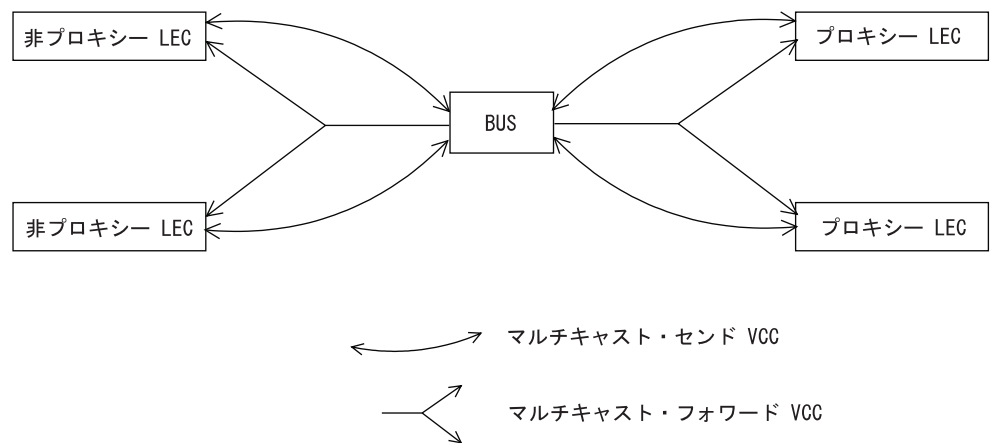 非プロキシー LEC
プロキシー LEC
BUS
非プロキシー LEC
プロキシー LEC
マルチキャスト・センド VCC
マルチキャスト・フォワード VCC